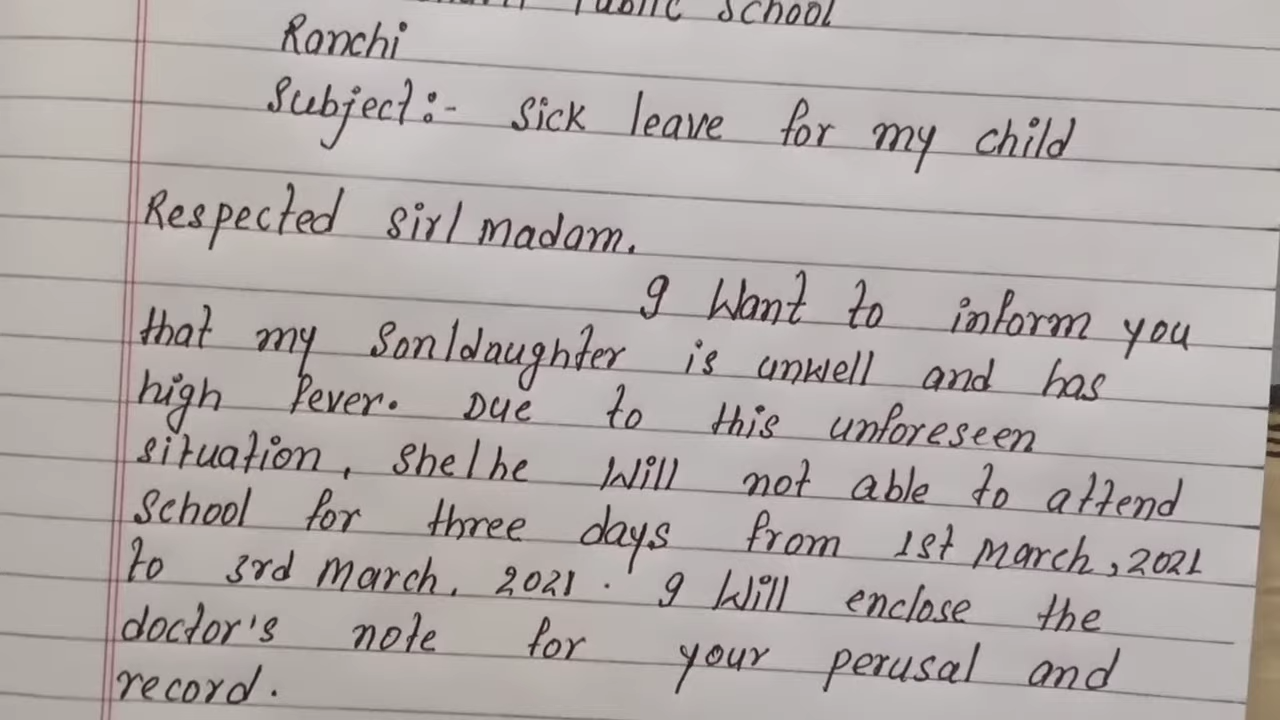 Public School
Ranchi
Subject:- Sick leave for my child
Respected sir/madam.
I want to inform you
that my son/daughter is unwell and has
high fever. Due to this unforeseen
situation, she/he will not able to attend
school for three days from 1st march, 2021
to 3rd march, 2021. I will enclose the
doctor's note for your perusal and
record.